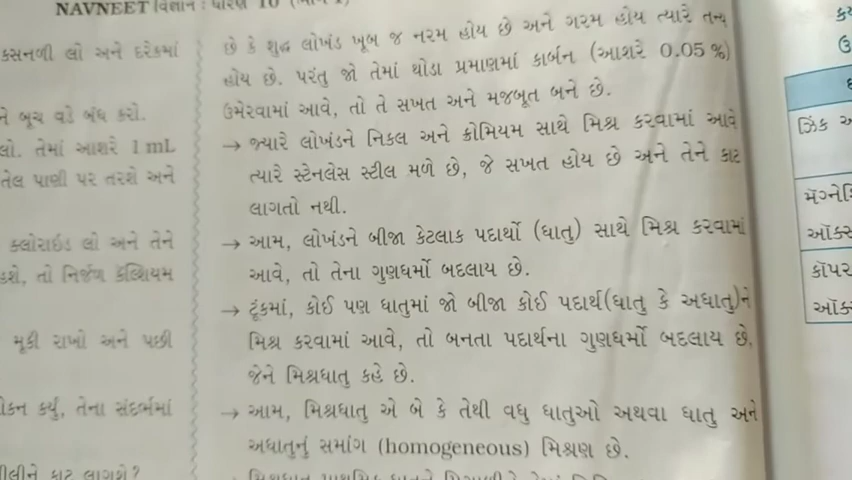 NAVNEET વિજ્ઞાન : ધોરણ 10
કસનળી લો અને દરેકમાં
ને બૂચ વડે બંધ કરો.
લો. તેમાં આશરે 1 mL
તેલ પાણી પર તરશે અને
ક્લોરાઇડ લો અને તેને
કરશે, તો નિર્જળ કૅલ્શિયમ
મૂકી રાખો અને પછી
ોકન કર્યું, તેના સંદર્ભમાં
ીલીને કાટ લાગશે?
છે કે શુદ્ધ લોખંડ ખૂબ જ નરમ હોય છે અને ગરમ હોય ત્યારે તન્ય
હોય છે. પરંતુ જો તેમાં થોડા પ્રમાણમાં કાર્બન (આશરે 0.05 %)
ઉમેરવામાં આવે, તો તે સખત અને મજબૂત બને છે.
→ જ્યારે લોખંડને નિકલ અને ક્રોમિયમ સાથે મિશ્ર કરવામાં આવે
ત્યારે સ્ટેનલેસ સ્ટીલ મળે છે, જે સખત હોય છે અને તેને કાટ
લાગતો નથી.
→ આમ, લોખંડને બીજા કેટલાક પદાર્થો (ધાતુ) સાથે મિશ્ર કરવામાં
આવે, તો તેના ગુણધર્મો બદલાય છે.
→ ટૂંકમાં, કોઈ પણ ધાતુમાં જો બીજા કોઈ પદાર્થ(ધાતુ કે અધાતુ)ને
મિશ્ર કરવામાં આવે, તો બનતા પદાર્થના ગુણધર્મો બદલાય છે,
જેને મિશ્રધાતુ કહે છે.
→ આમ, મિશ્રધાતુ એ બે કે તેથી વધુ ધાતુઓ અથવા ધાતુ અને
અધાતુનું સમાંગ (homogeneous) મિશ્રણ છે.
ઝિંક
ઑક્સ
કૉપર
ઑક્સ